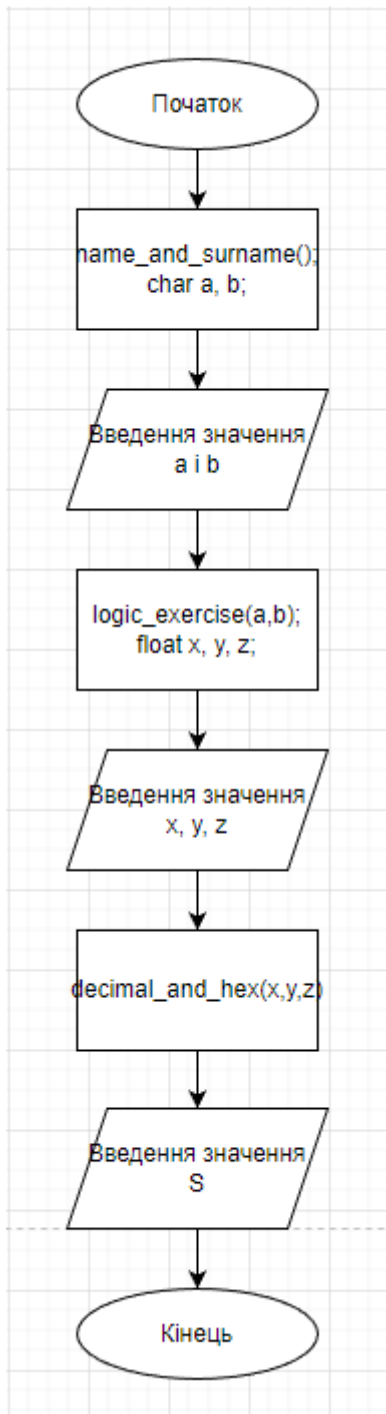 Початок
name_and_surname();
char a, b;
Введення значення
a i b
logic_exercise(a,b);
float x, y, z;
Введення значення
x, y, z
decimal_and_hex(x,y,z)
Введення значення
S
Кінець